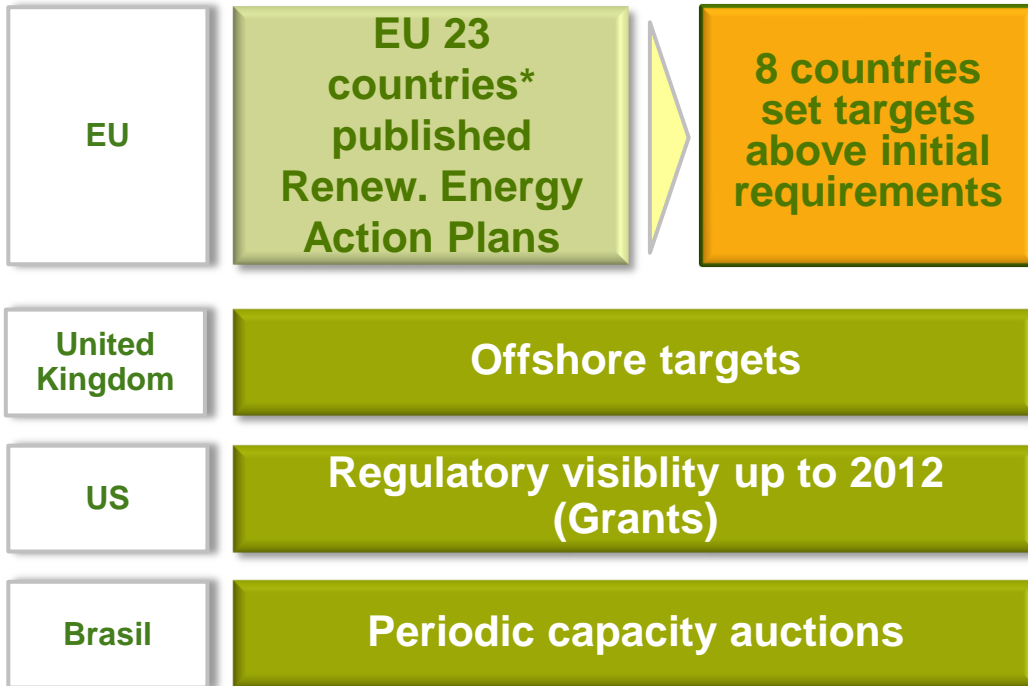 EU
EU 23
countries*
published
Renew. Energy
Action Plans
8 countries
set targets
above initial
requirements
United
Kingdom
Offshore targets
US
Regulatory visiblity up to 2012
(Grants)
Brasil
Periodic capacity auctions